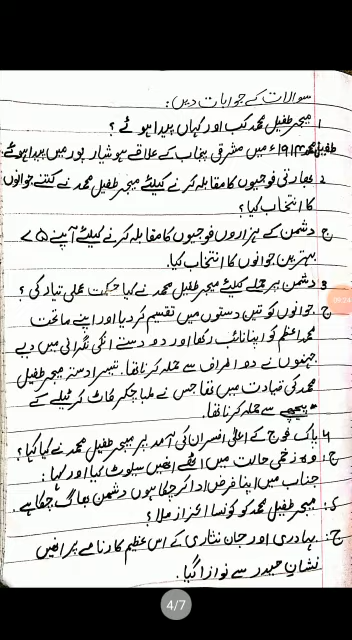 سوالات کے جوابات دیں:
۱ میجر طفیل محمد کب اور کہاں پیدا ہوئے؟
طفیل محمد ۱۹۱۴ء میں مشرقی پنجاب کے علاقے ہوشیار پور میں پیدا ہوئے۔
۲ بھارتی فوجیوں کا مقابلہ کرنے کیلئے میجر طفیل محمد نے کتنے جوانوں
کا انتخاب کیا؟
ج دشمن کے ہزاروں فوجیوں کا مقابلہ کرنے کیلئے آپ نے ۷۵
بہترین جوانوں کا انتخاب کیا۔
۳ دشمن پر حملے کیلئے میجر طفیل محمد نے کیا حکمت عملی تیار کی؟
ج۔ جوانوں کو تین دستوں میں تقسیم کر دیا اور اپنے ماتحت
محمد اعظم کو اپنا نائب رکھا اور دو دستے انکی نگرانی میں دیے
جنہوں نے دو اطراف سے حملہ کرنا تھا۔ تیسرا دستہ میجر طفیل
محمد کی قیادت میں تھا جس نے لمبا چکر کاٹ کر ٹیلے کے
پیچھے سے حملہ کرنا تھا۔
۴ پاک فوج کے اعلیٰ افسران کی آمد پر میجر طفیل محمد نے کیا کیا؟
ج: وہ زخمی حالت میں اٹھے انھیں سیلوٹ کیا اور کہا:
جناب میں اپنا فرض ادا کر چکا ہوں دشمن بھاگ چکا ہے۔
۵: میجر طفیل محمد کو کونسا اعزاز ملا؟
ج: بہادری اور جان نثاری کے اس عظیم کارنامے پر انھیں
نشانِ حیدر سے نوازا گیا۔
4/7